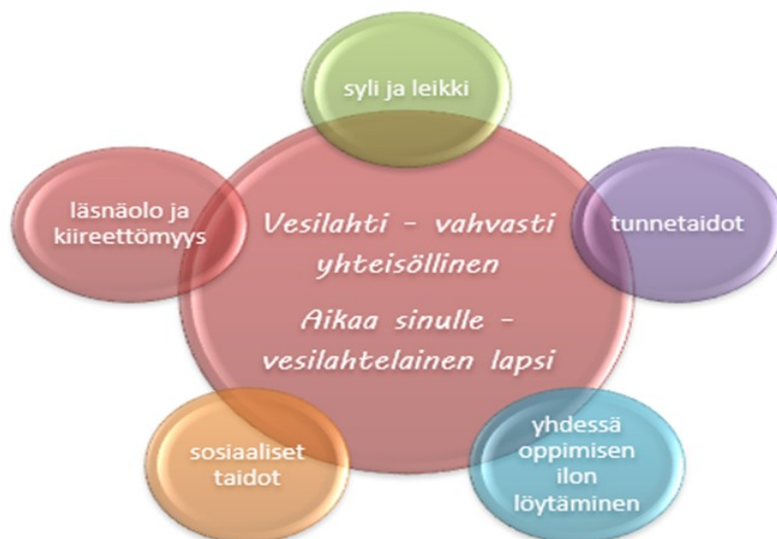 syli ja leikki
läsnäolo ja
kiireettömyys
Vesilahti - vahvasti
yhteisöllinen
Aikaa sinulle -
vesilahtelainen lapsi
tunnetaidot
sosiaaliset
taidot
yhdessä
oppimisen
ilon
löytäminen